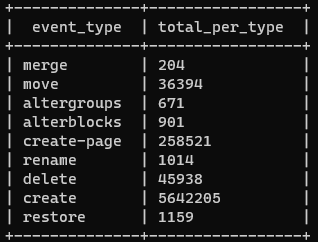 +---------------+-----------------+
|  event_type   | total_per_type  |
+---------------+-----------------+
| merge         | 204             |
| move          | 36394           |
| altergroups   | 671             |
| alterblocks   | 901             |
| create-page   | 258521          |
| rename        | 1014            |
| delete        | 45938           |
| create        | 5642205         |
| restore       | 1159            |
+---------------+-----------------+